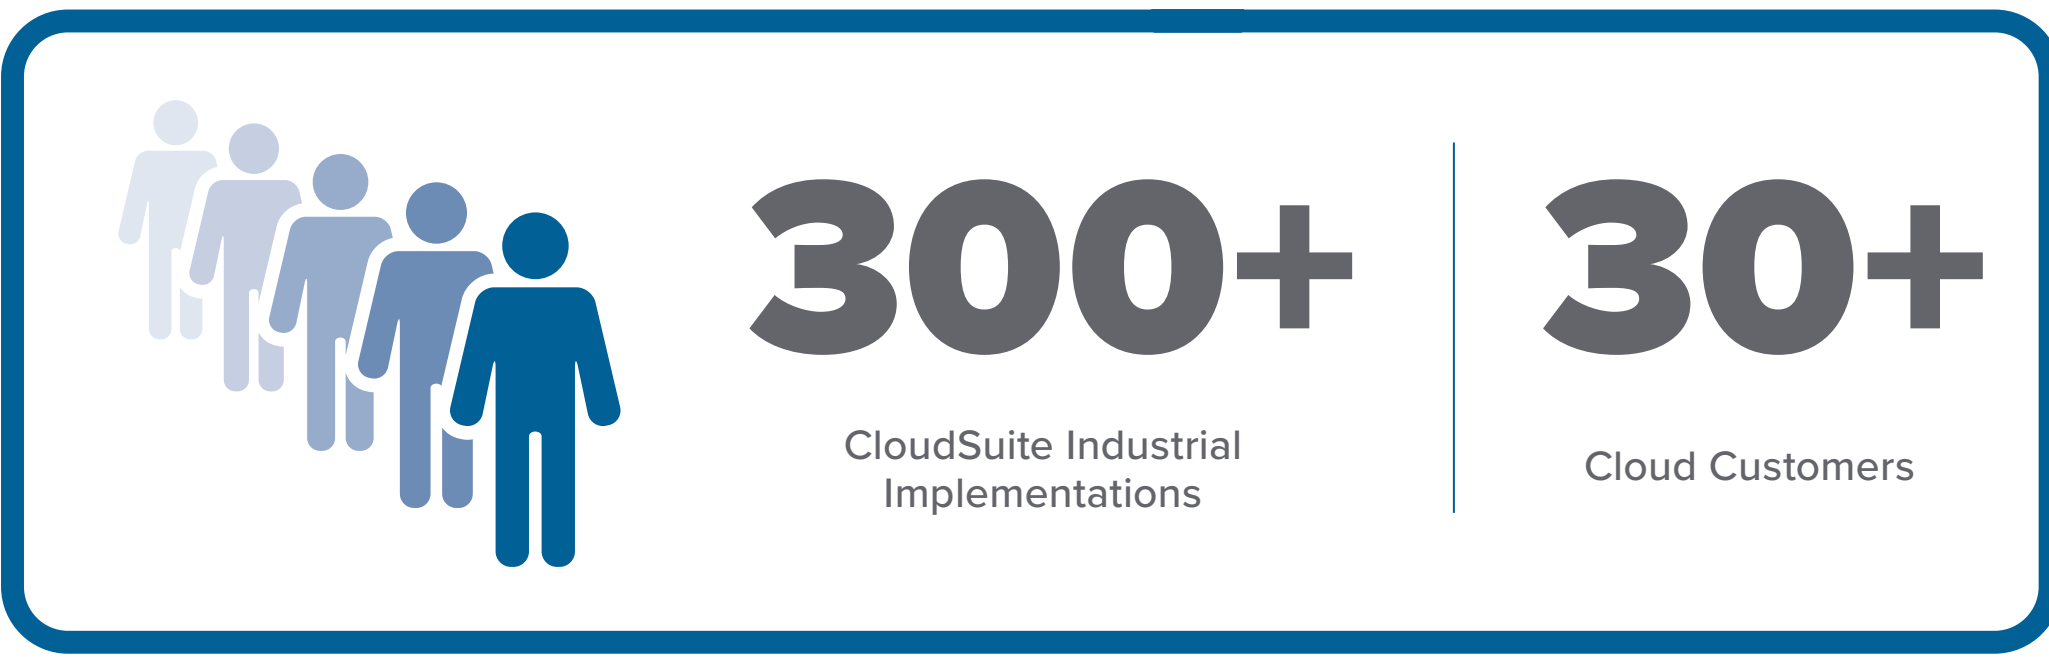 300+
CloudSuite Industrial
Implementations
30+
Cloud Customers